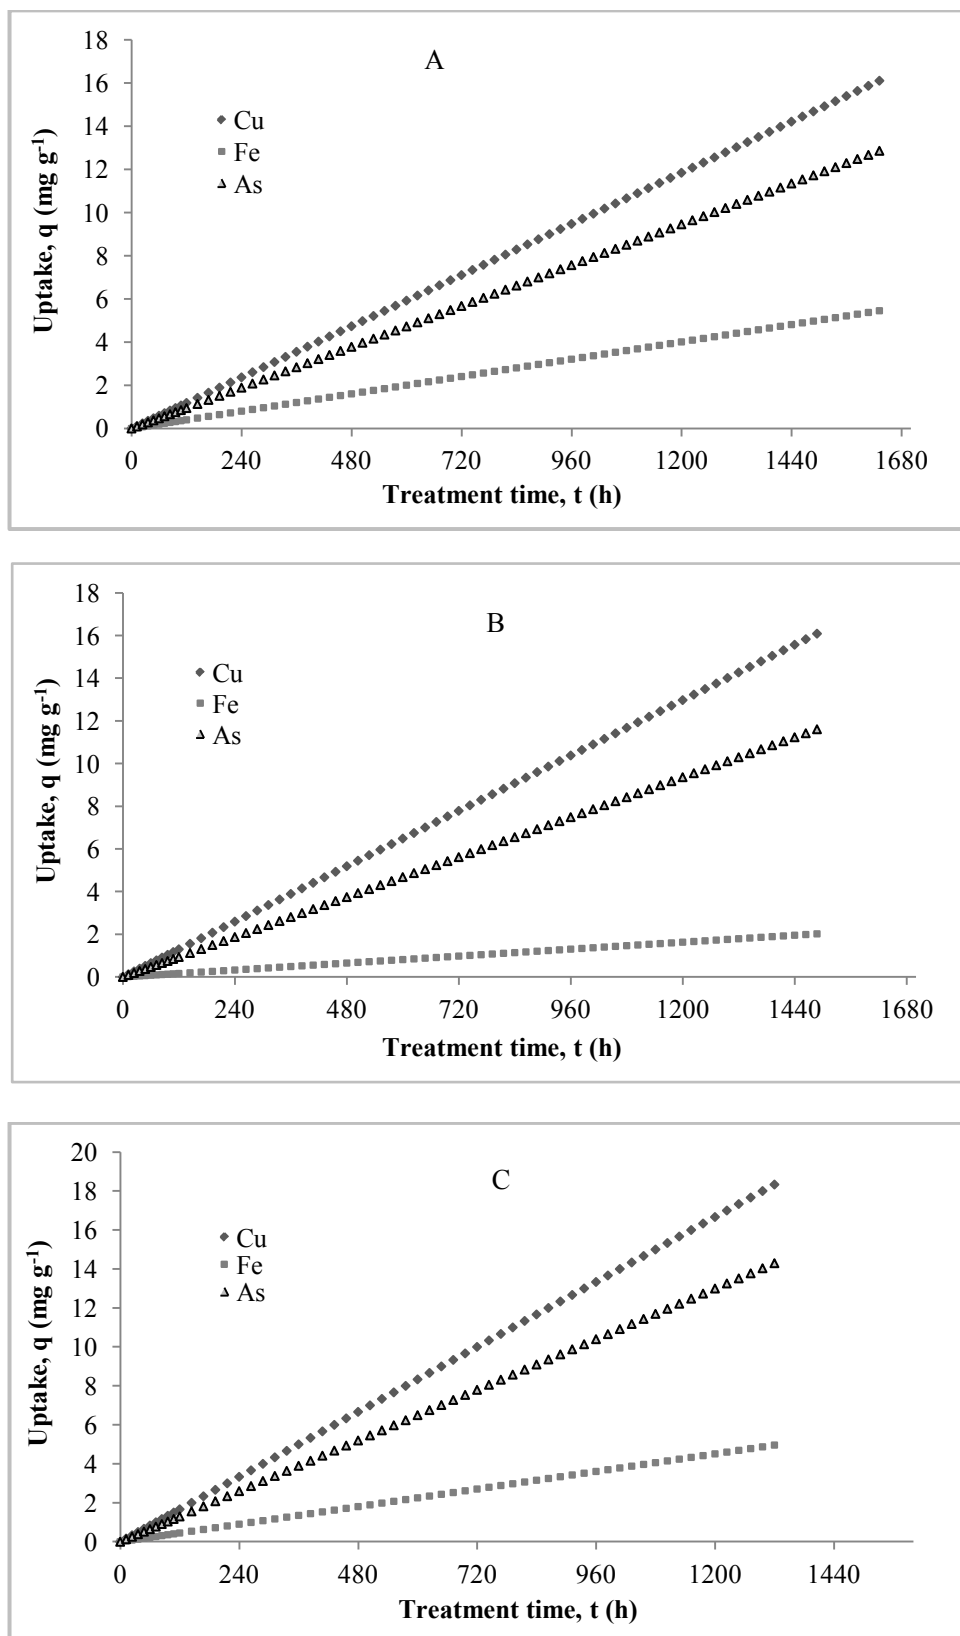 A
18
16
14
12
10
8
6
4
2
0
Uptake, q (mg g⁻¹)
Cu
Fe
As
0 240 480 720 960 1200 1440 1680
Treatment time, t (h)
B
18
16
14
12
10
8
6
4
2
0
Uptake, q (mg g⁻¹)
Cu
Fe
As
0 240 480 720 960 1200 1440 1680
Treatment time, t (h)
C
20
18
16
14
12
10
8
6
4
2
0
Uptake, q (mg g⁻¹)
Cu
Fe
As
0 240 480 720 960 1200 1440
Treatment time, t (h)